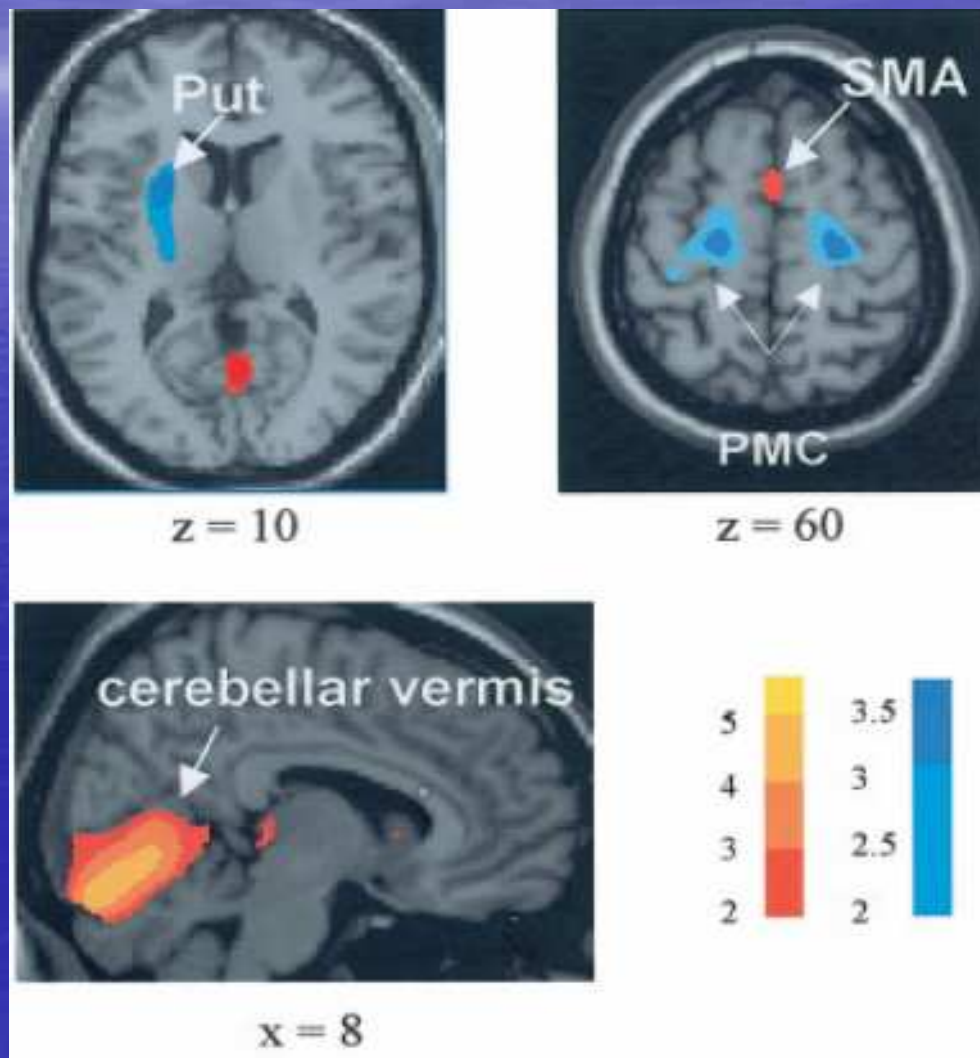 Put
SMA
PMC
z = 10
z = 60
cerebellar vermis
5
4
3
2
3.5
3
2.5
2
x = 8